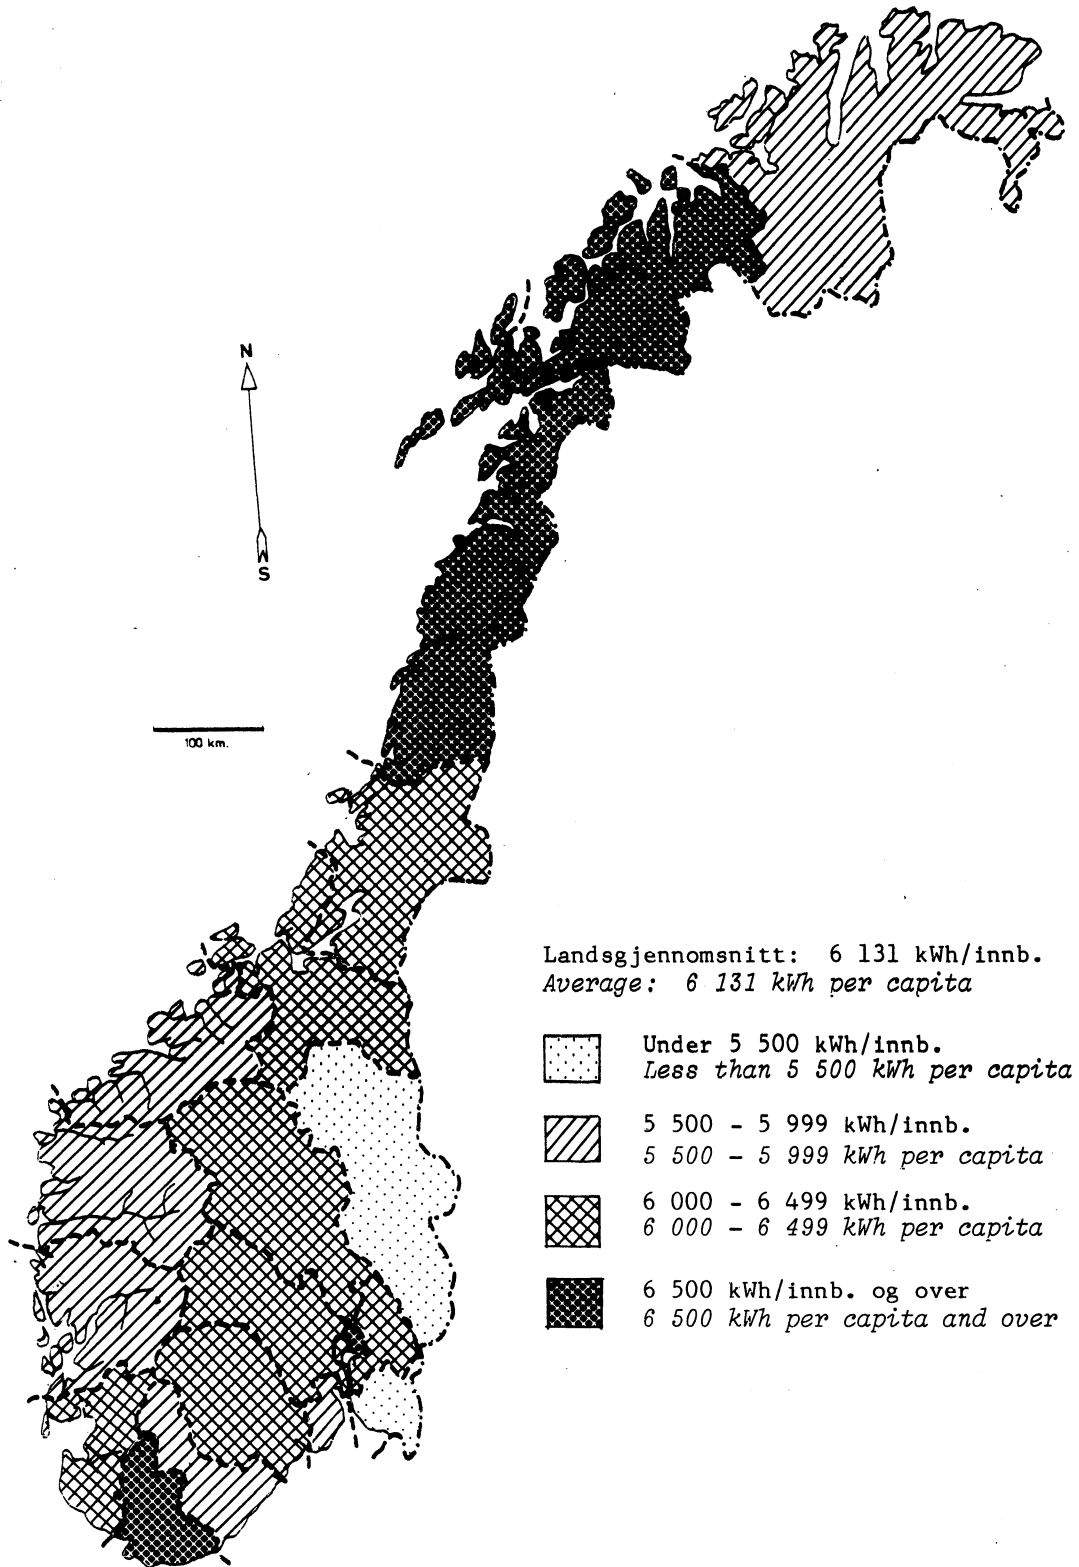 N
S
100 km.
Landsgjennomsnitt: 6 131 kWh/innb.
Average: 6 131 kWh per capita
Under 5 500 kWh/innb.
Less than 5 500 kWh per capita
5 500 - 5 999 kWh/innb.
5 500 - 5 999 kWh per capita
6 000 - 6 499 kWh/innb.
6 000 - 6 499 kWh per capita
6 500 kWh/innb. og over
6 500 kWh per capita and over